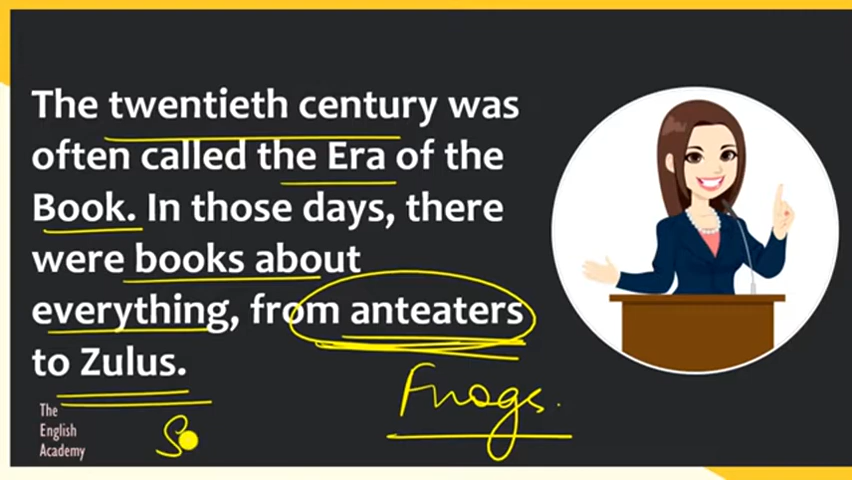 The twentieth century was
often called the Era of the
Book. In those days, there
were books about
everything, from anteaters
to Zulus.
Frogs.
The
English
Academy
So